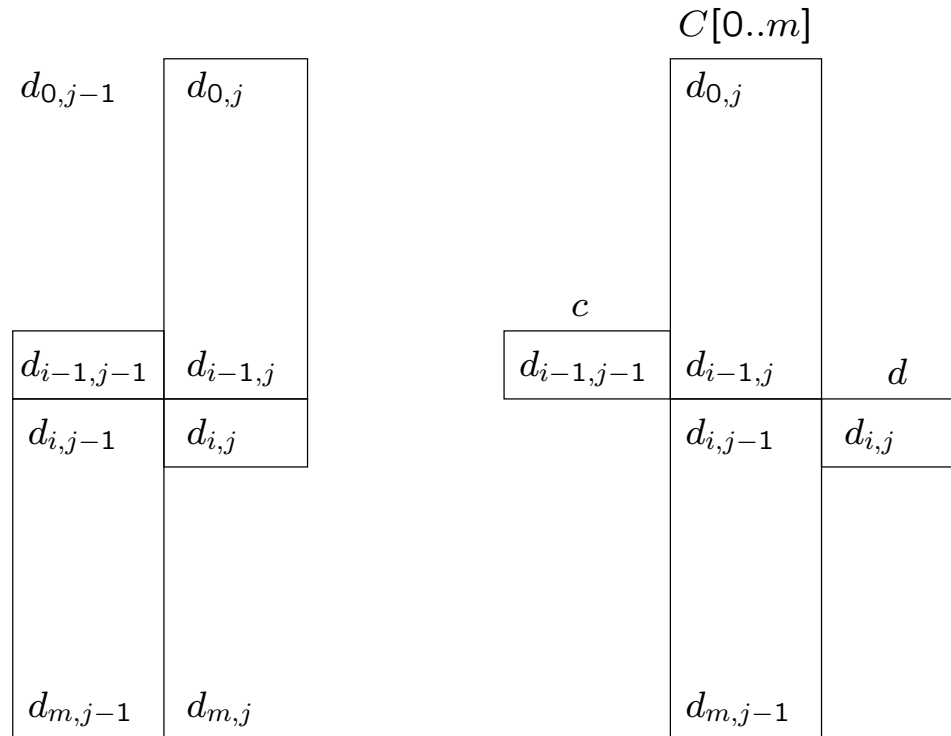 C[0..m]
d_{0,j−1} d_{0,j} d_{0,j}
c
d_{i−1,j−1} d_{i−1,j} d_{i−1,j−1} d_{i−1,j} d
d_{i,j−1} d_{i,j} d_{i,j−1} d_{i,j}
d_{m,j−1} d_{m,j} d_{m,j−1}